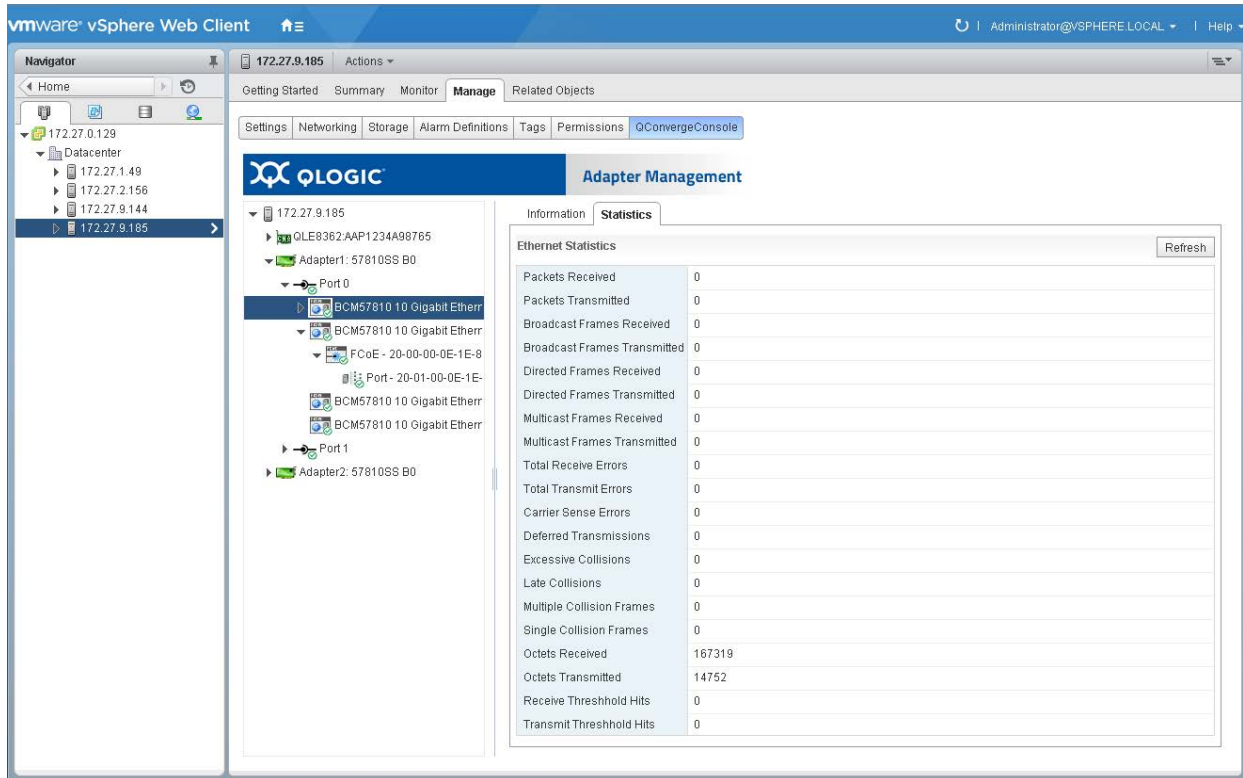 vmware® vSphere Web Client
Administrator@VSPHERE.LOCAL
Help
Navigator
Home
172.27.0.129
Datacenter
172.27.1.49
172.27.2.156
172.27.9.144
172.27.9.185
172.27.9.185 Actions
Getting Started Summary Monitor Manage Related Objects
Settings Networking Storage Alarm Definitions Tags Permissions QConvergeConsole
QLOGIC
Adapter Management
172.27.9.185
QLE8362:AAP1234A98765
Adapter1: 57810SS B0
Port 0
BCM57810 10 Gigabit Etherr
BCM57810 10 Gigabit Etherr
FCoE - 20-00-00-0E-1E-8
Port - 20-01-00-0E-1E-
BCM57810 10 Gigabit Etherr
BCM57810 10 Gigabit Etherr
Port 1
Adapter2: 57810SS B0
Information Statistics
Ethernet Statistics Refresh
Packets Received 0
Packets Transmitted 0
Broadcast Frames Received 0
Broadcast Frames Transmitted 0
Directed Frames Received 0
Directed Frames Transmitted 0
Multicast Frames Received 0
Multicast Frames Transmitted 0
Total Receive Errors 0
Total Transmit Errors 0
Carrier Sense Errors 0
Deferred Transmissions 0
Excessive Collisions 0
Late Collisions 0
Multiple Collision Frames 0
Single Collision Frames 0
Octets Received 167319
Octets Transmitted 14752
Receive Threshhold Hits 0
Transmit Threshhold Hits 0